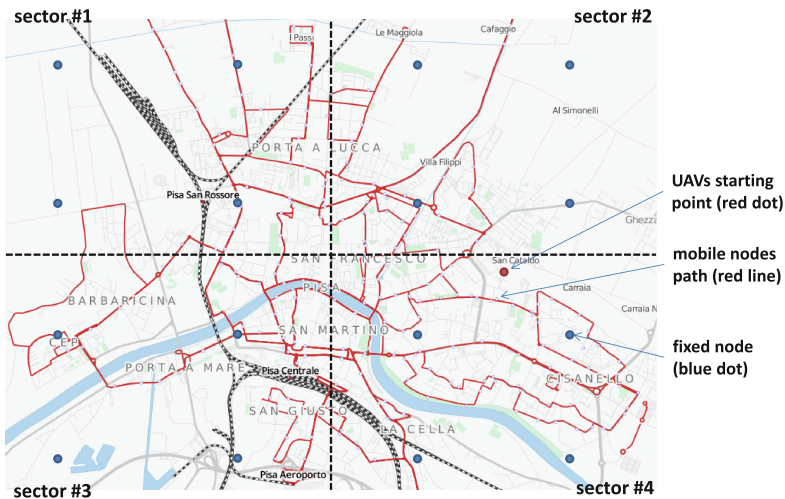 sector #1
sector #2
I Passi
Le Maggiola
Cafaggio
Al Simonelli
PORTA A LUCCA
Villa Filippi
Pisa San Rossore
UAVs starting
point (red dot)
Ghezza
SAN FRANCESCO
San Cataldo
mobile nodes
path (red line)
PISA
Carraia
BARBARICINA
Carraia N
SAN MARTINO
CEP
fixed node
(blue dot)
PORTA A MARE
Pisa Centrale
CISANELLO
SAN GIUSTO
LA CELLA
Pisa Aeroporto
sector #3
sector #4